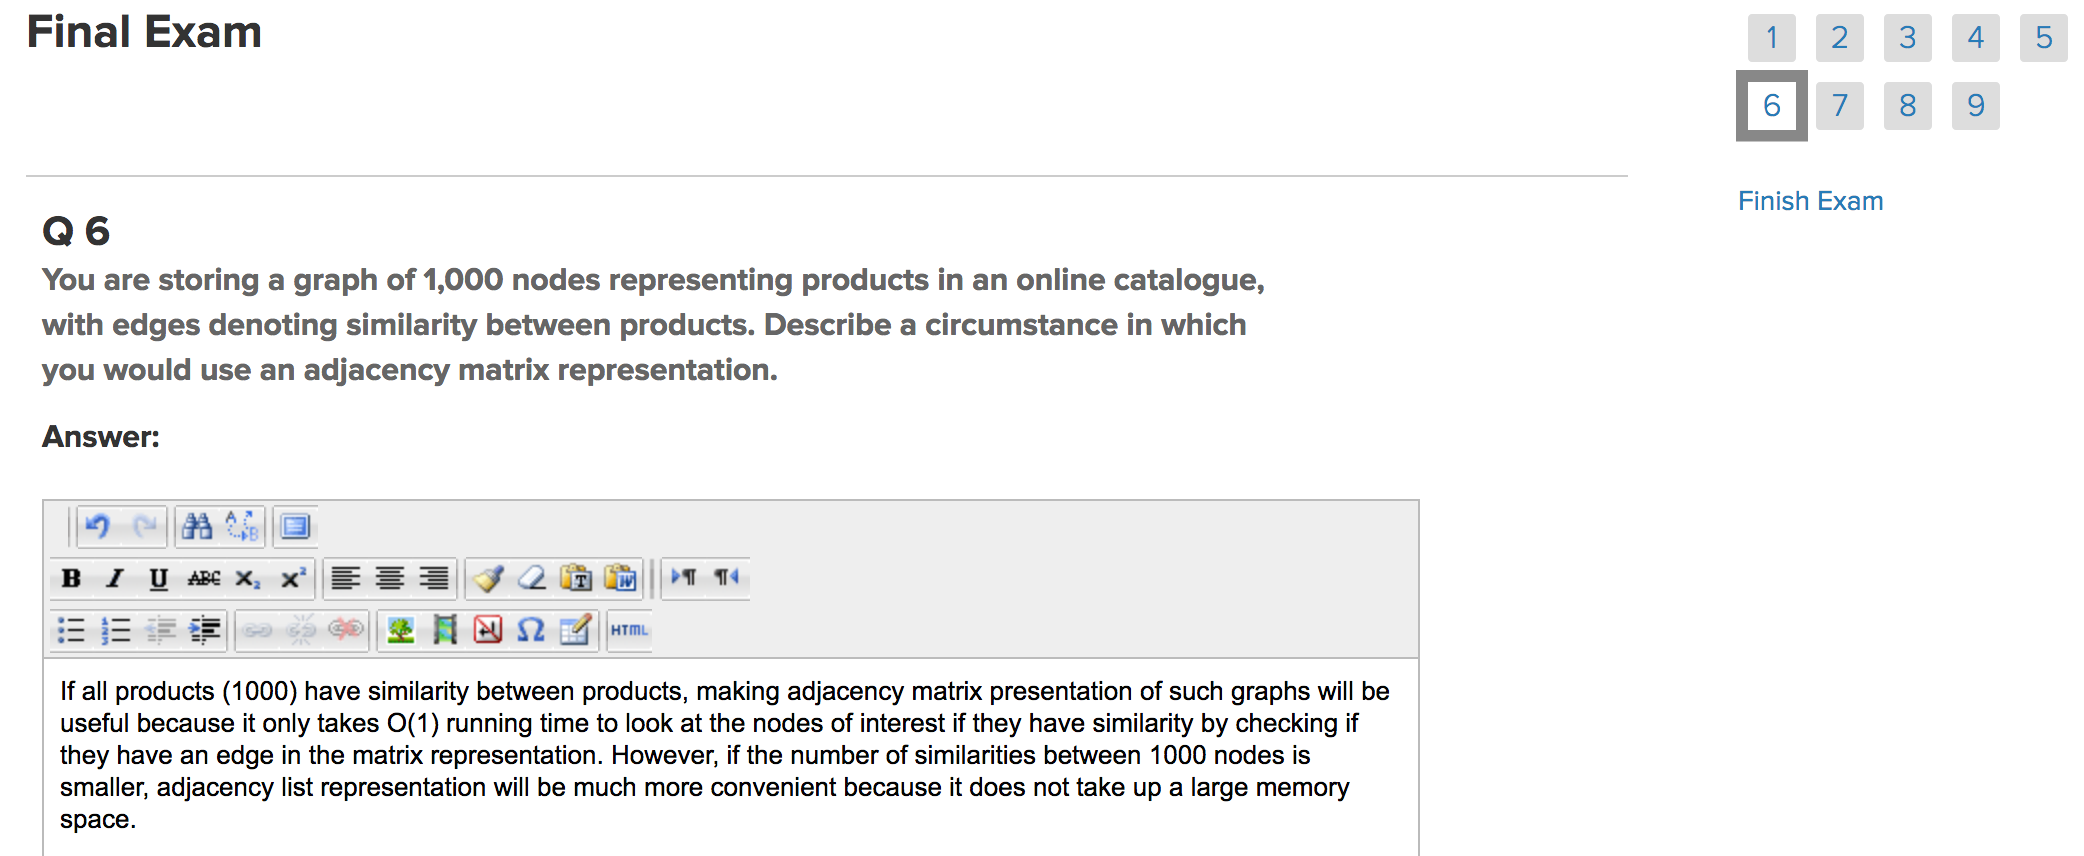 Final Exam
1 2 3 4 5
6 7 8 9
Finish Exam
Q 6
You are storing a graph of 1,000 nodes representing products in an online catalogue,
with edges denoting similarity between products. Describe a circumstance in which
you would use an adjacency matrix representation.
Answer:
B I U ABC X₂ X²
T W
HTML
If all products (1000) have similarity between products, making adjacency matrix presentation of such graphs will be
useful because it only takes O(1) running time to look at the nodes of interest if they have similarity by checking if
they have an edge in the matrix representation. However, if the number of similarities between 1000 nodes is
smaller, adjacency list representation will be much more convenient because it does not take up a large memory
space.